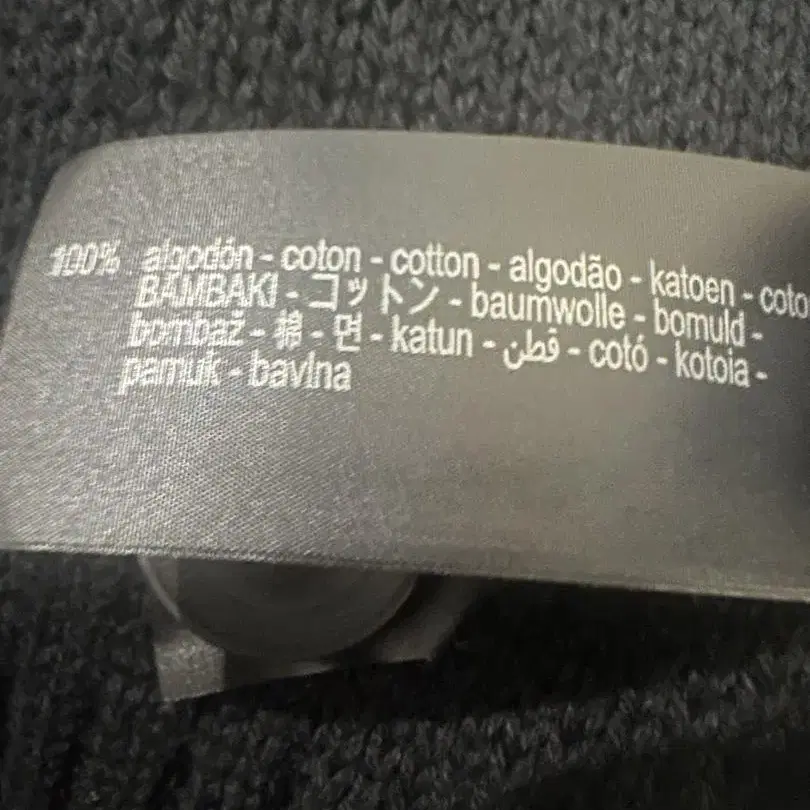 100% algodón - coton - cotton - algodão - katoen - coto
BAMBAKI - コットン - baumwolle - bomuld -
bombaž - 棉 - 면 - katun - قطن - cotó - kotoia -
pamuk - bavlna